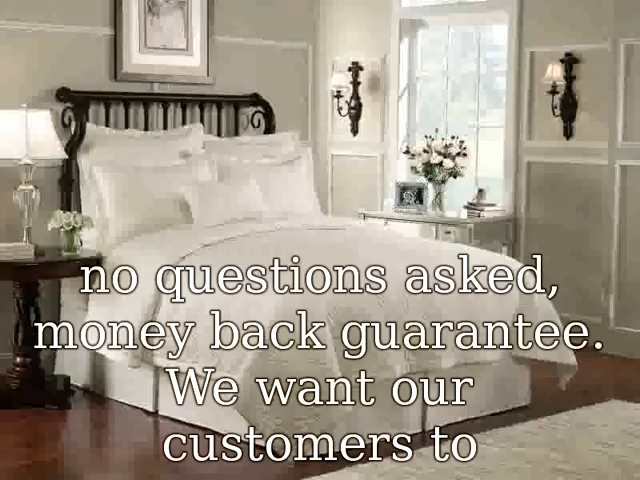 no questions asked,
money back guarantee.
We want our
customers to